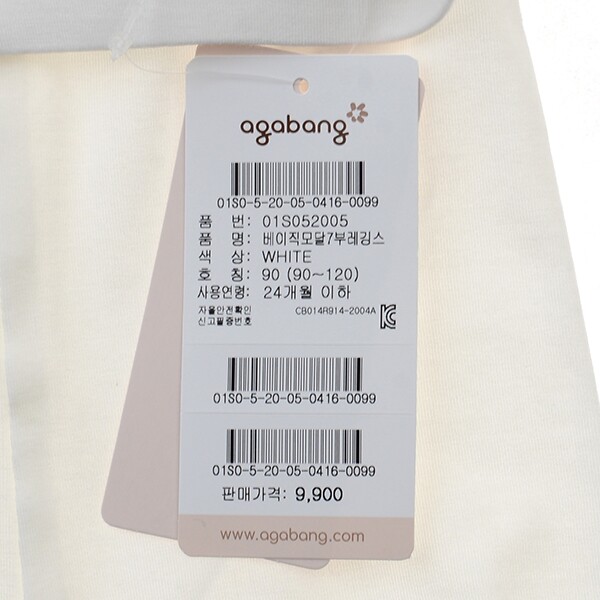 agabang
01S0-5-20-05-0416-0099
품 번: 01S052005
품 명: 베이직모달7부레깅스
색 상: WHITE
호 칭: 90 (90~120)
사용연령: 24개월 이하
자율안전확인 CB014R914-2004A
신고필증번호
01S0-5-20-05-0416-0099
01S0-5-20-05-0416-0099
판매가격: 9,900
www.agabang.com